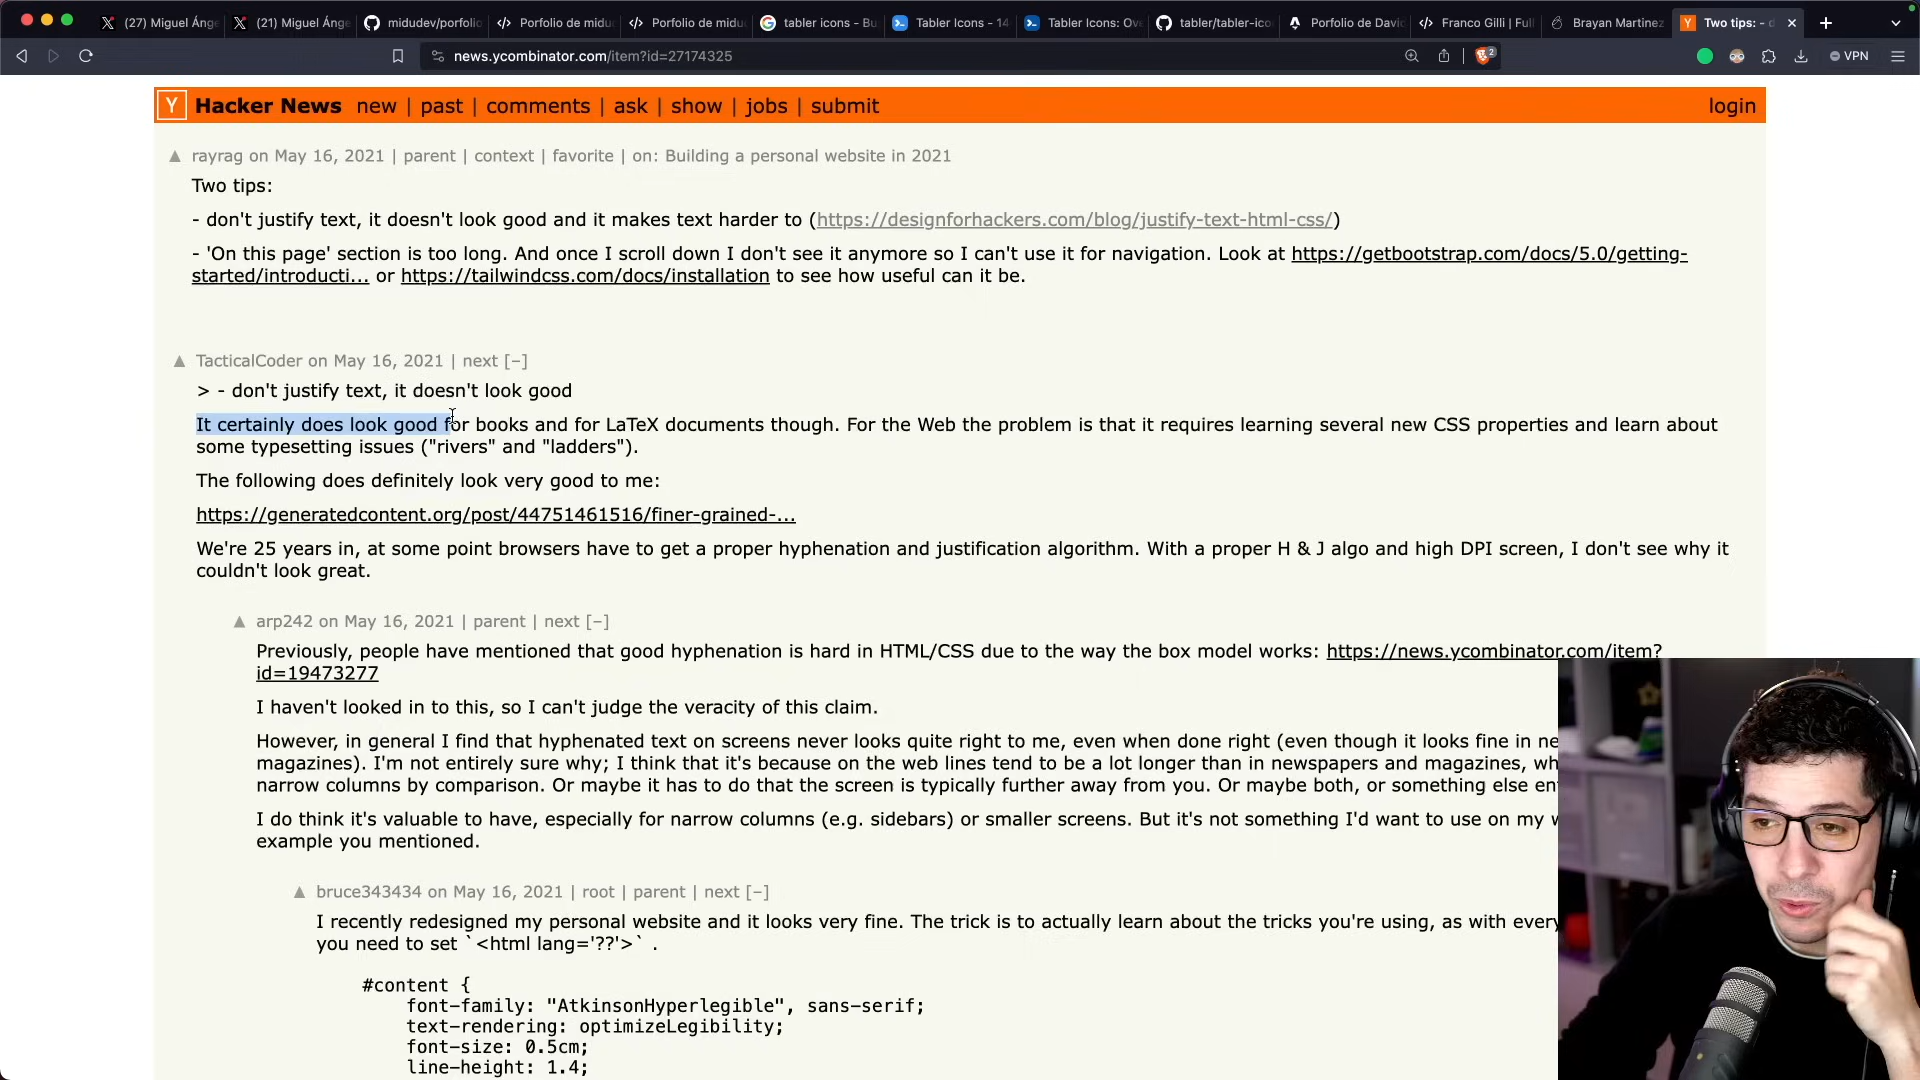 (27) Miguel Ánge
(21) Miguel Ánge
midudev/porfolio
Porfolio de midu
Porfolio de midu
tabler icons - Bu
Tabler Icons - 14
Tabler Icons: Ove
tabler/tabler-ico
Porfolio de David
Franco Gilli | Full
Brayan Martinez
Two tips: - d
news.ycombinator.com/item?id=27174325
2
VPN
Y
Hacker News new | past | comments | ask | show | jobs | submit
login
rayrag on May 16, 2021 | parent | context | favorite | on: Building a personal website in 2021
Two tips:
- don't justify text, it doesn't look good and it makes text harder to (https://designforhackers.com/blog/justify-text-html-css/)
- 'On this page' section is too long. And once I scroll down I don't see it anymore so I can't use it for navigation. Look at https://getbootstrap.com/docs/5.0/getting-
started/introducti... or https://tailwindcss.com/docs/installation to see how useful can it be.
TacticalCoder on May 16, 2021 | next [–]
> - don't justify text, it doesn't look good
It certainly does look good for books and for LaTeX documents though. For the Web the problem is that it requires learning several new CSS properties and learn about
some typesetting issues ("rivers" and "ladders").
The following does definitely look very good to me:
https://generatedcontent.org/post/44751461516/finer-grained-...
We're 25 years in, at some point browsers have to get a proper hyphenation and justification algorithm. With a proper H & J algo and high DPI screen, I don't see why it
couldn't look great.
arp242 on May 16, 2021 | parent | next [–]
Previously, people have mentioned that good hyphenation is hard in HTML/CSS due to the way the box model works: https://news.ycombinator.com/item?
id=19473277
I haven't looked in to this, so I can't judge the veracity of this claim.
However, in general I find that hyphenated text on screens never looks quite right to me, even when done right (even though it looks fine in ne
magazines). I'm not entirely sure why; I think that it's because on the web lines tend to be a lot longer than in newspapers and magazines, wh
narrow columns by comparison. Or maybe it has to do that the screen is typically further away from you. Or maybe both, or something else en
I do think it's valuable to have, especially for narrow columns (e.g. sidebars) or smaller screens. But it's not something I'd want to use on my w
example you mentioned.
bruce343434 on May 16, 2021 | root | parent | next [–]
I recently redesigned my personal website and it looks very fine. The trick is to actually learn about the tricks you're using, as with every
you need to set `<html lang='??'>` .
#content {
font-family: "AtkinsonHyperlegible", sans-serif;
text-rendering: optimizeLegibility;
font-size: 0.5cm;
line-height: 1.4;